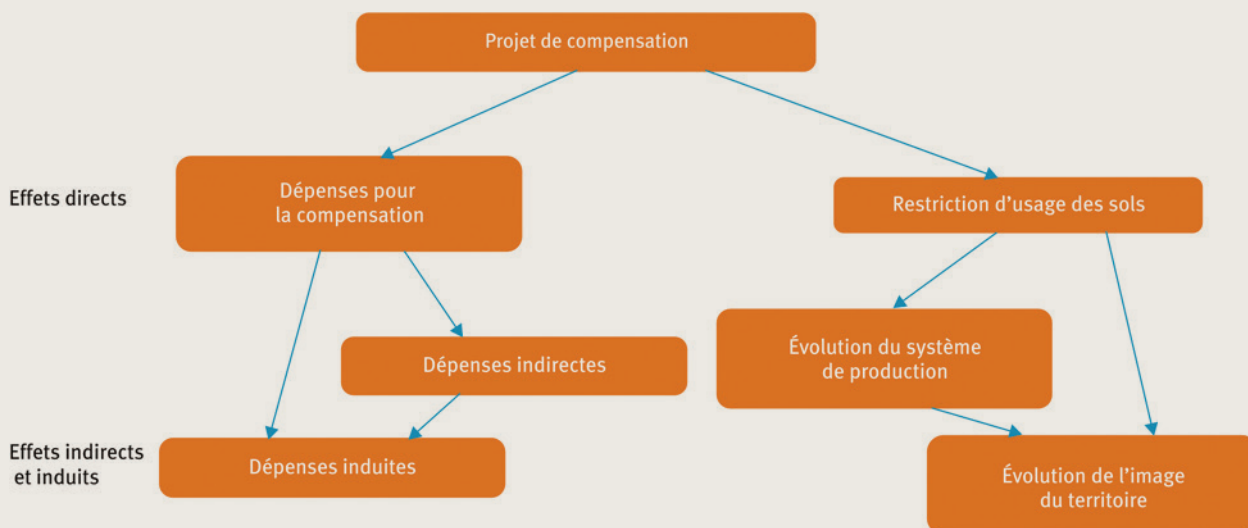 Projet de compensation
Effets directs
Dépenses pour
la compensation
Restriction d’usage des sols
Dépenses indirectes
Évolution du système
de production
Effets indirects
et induits
Dépenses induites
Évolution de l’image
du territoire